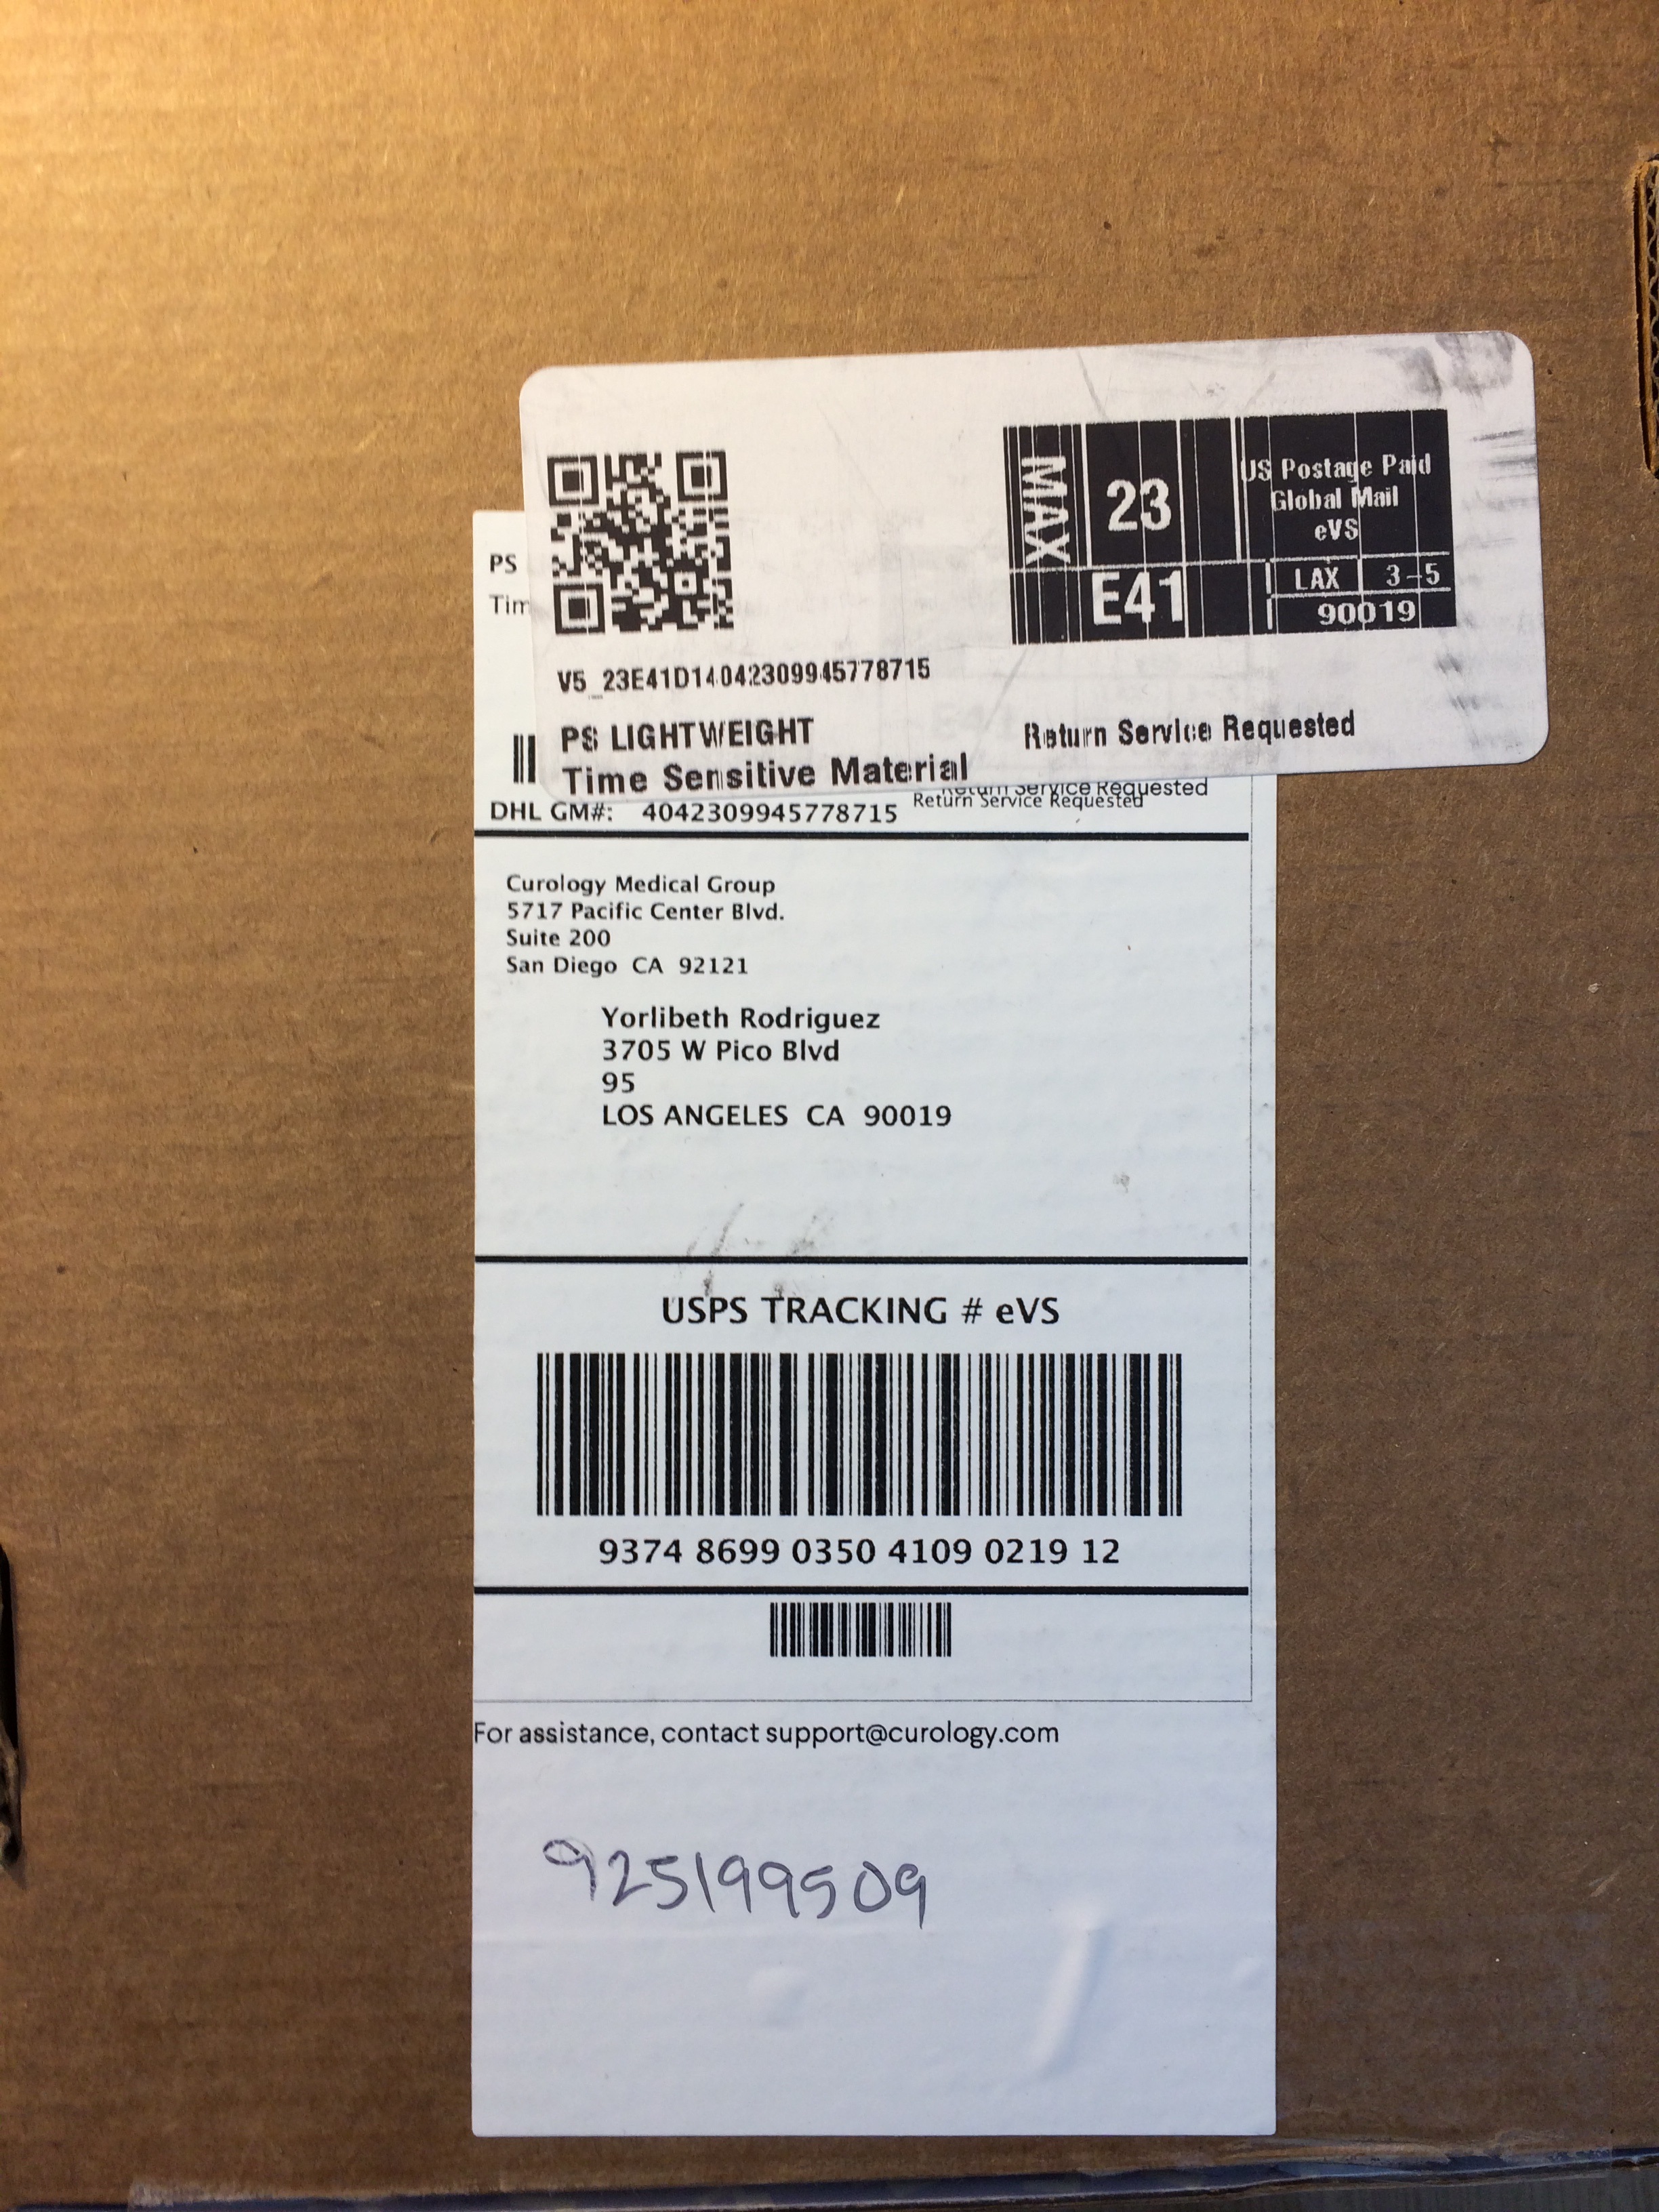 MAX
23
E41
US Postage Paid
Global Mail
eVS
LAX 3-5
90019
V5_23E41D14042309945778715
PS LIGHTWEIGHT
Return Service Requested
Time Sensitive Material
PS
Tim
Return Service Requested
Return Service Requested
DHL GM#: 4042309945778715
Curology Medical Group
5717 Pacific Center Blvd.
Suite 200
San Diego CA 92121
Yorlibeth Rodriguez
3705 W Pico Blvd
95
LOS ANGELES CA 90019
USPS TRACKING # eVS
9374 8699 0350 4109 0219 12
For assistance, contact support@curology.com
925199509